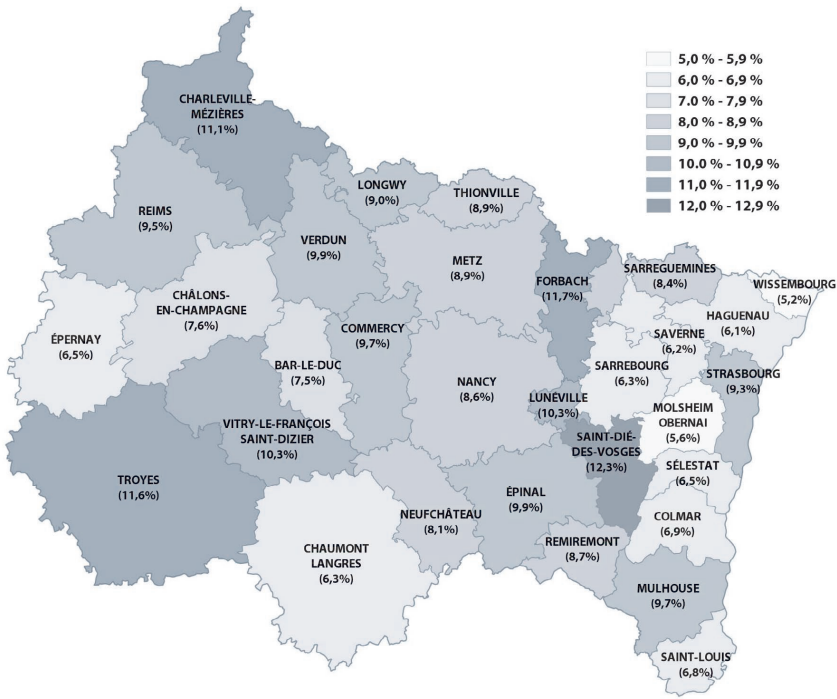 5,0 % - 5,9 %
6,0 % - 6,9 %
7.0 % - 7,9 %
8,0 % - 8,9 %
9,0 % - 9,9 %
10.0 % - 10,9 %
11,0 % - 11,9 %
12,0 % - 12,9 %
CHARLEVILLE-
MÉZIÈRES
(11,1%)
REIMS
(9,5%)
LONGWY
(9,0%)
THIONVILLE
(8,9%)
VERDUN
(9,9%)
METZ
(8,9%)
FORBACH
(11,7%)
SARREGUEMINES
(8,4%)
WISSEMBOURG
(5,2%)
HAGUENAU
(6,1%)
CHÂLONS-
EN-CHAMPAGNE
(7,6%)
ÉPERNAY
(6,5%)
COMMERCY
(9,7%)
SAVERNE
(6,2%)
BAR-LE-DUC
(7,5%)
SARREBOURG
(6,3%)
STRASBOURG
(9,3%)
NANCY
(8,6%)
LUNÉVILLE
(10,3%)
MOLSHEIM
OBERNAI
(5,6%)
VITRY-LE-FRANÇOIS
SAINT-DIZIER
(10,3%)
SAINT-DIÉ-
DES-VOSGES
(12,3%)
SÉLESTAT
(6,5%)
TROYES
(11,6%)
ÉPINAL
(9,9%)
NEUFCHÂTEAU
(8,1%)
COLMAR
(6,9%)
REMIREMONT
(8,7%)
CHAUMONT
LANGRES
(6,3%)
MULHOUSE
(9,7%)
SAINT-LOUIS
(6,8%)